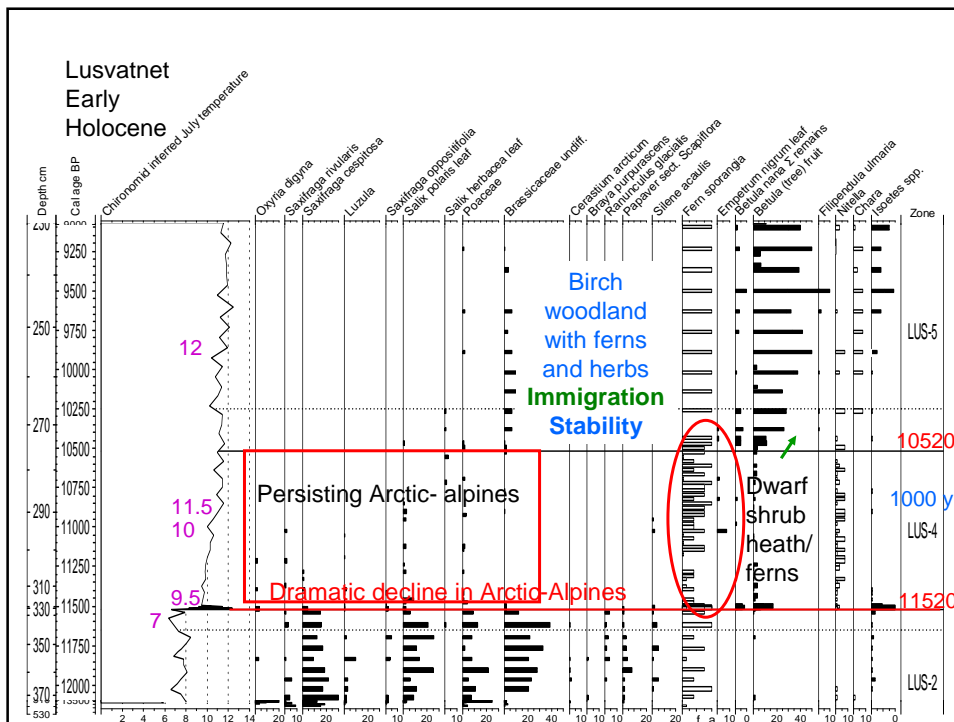 Lusvatnet
Early
Holocene
Depth cm
Cal age BP
Chironomid inferred July temperature
Oxyria digyna
Saxifraga rivularis
Saxifraga cespitosa
Luzula
Saxifraga oppositifolia
Salix polaris leaf
Salix herbacea leaf
Poaceae
Brassicaceae undiff.
Cerastium arcticum
Braya purpurascens
Ranunculus glacialis
Papaver sect. Scapiflora
Silene acaulis
Fern sporangia
Empetrum nigrum leaf
Betula nana Σ remains
Betula (tree) fruit
Filipendula ulmaria
Nitella
Chara
Isoetes spp.
Zone
9250
9500
250
9750
10000
10250
270
10500
10750
290
11000
11250
310
11500
330
350
11750
12000
370
530
12
11.5
10
9.5
7
Birch
woodland
with ferns
and herbs
Immigration
Stability
Persisting Arctic- alpines
Dramatic decline in Arctic-Alpines
Dwarf
shrub
heath/
ferns
LUS-5
10520
1000 y
LUS-4
11520
LUS-2
0 2 4 6 8 10 12 14 20 10 10 20 20 10 20 10 20 20 40 10 10 10 20 20 f a 10 10 0 20 40 10 20 20 20